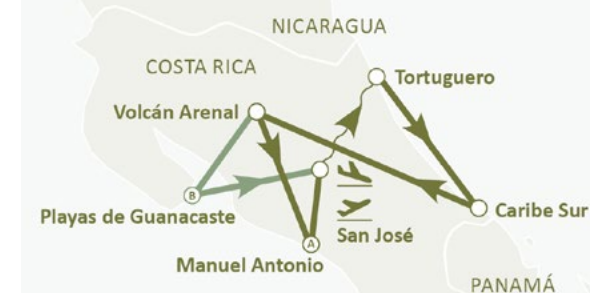 NICARAGUA
COSTA RICA
Tortuguero
Volcán Arenal
B
Playas de Guanacaste
Caribe Sur
San José
A
Manuel Antonio
PANAMÁ